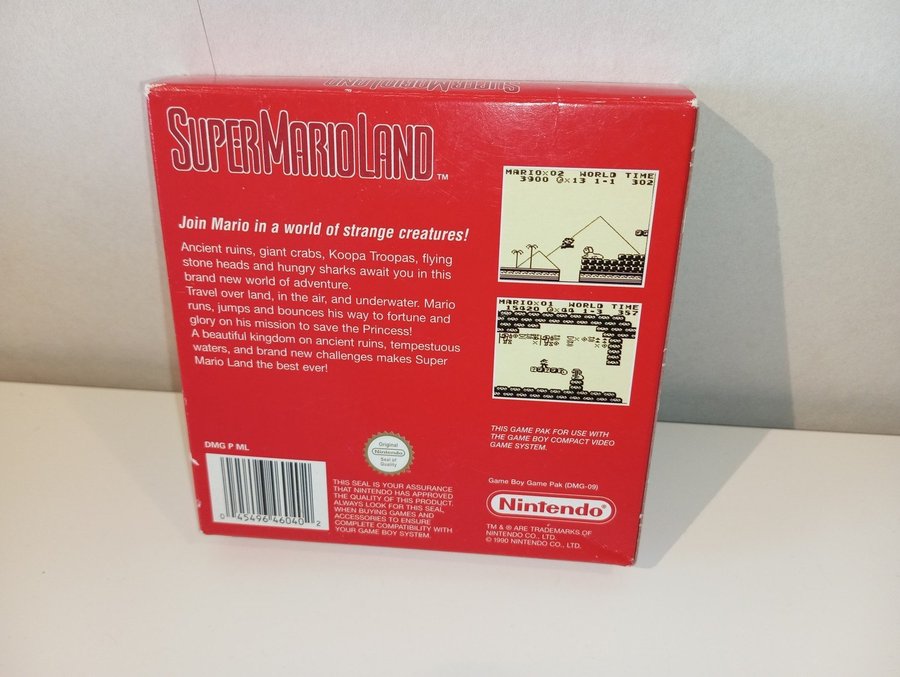 SUPER MARIO LAND
SUPER MARIO LAND™
Join Mario in a world of strange creatures!
Ancient ruins, giant crabs, Koopa Troopas, flying
stone heads and hungry sharks await you in this
brand new world of adventure.
Travel over land, in the air, and underwater. Mario
runs, jumps and bounces his way to fortune and
glory on his mission to save the Princess!
A beautiful kingdom on ancient ruins, tempestuous
waters, and brand new challenges makes Super
Mario Land the best ever!
MARIO×02 WORLD TIME
3900 ×13 1-1 302
MARIO×01 WORLD TIME
15420 ×44 1-3 357
THIS GAME PAK FOR USE WITH
THE GAME BOY COMPACT VIDEO
GAME SYSTEM.
DMG P ML
0 45496 46040 2
Original
Nintendo
Seal of
Quality
THIS SEAL IS YOUR ASSURANCE
THAT NINTENDO HAS APPROVED
THE QUALITY OF THIS PRODUCT.
ALWAYS LOOK FOR THIS SEAL,
WHEN BUYING GAMES AND
ACCESSORIES TO ENSURE
COMPLETE COMPATIBILITY WITH
YOUR GAME BOY SYSTEM.
Game Boy Game Pak (DMG-09)
Nintendo®
TM & ® ARE TRADEMARKS OF
NINTENDO CO., LTD.
© 1990 NINTENDO CO., LTD.